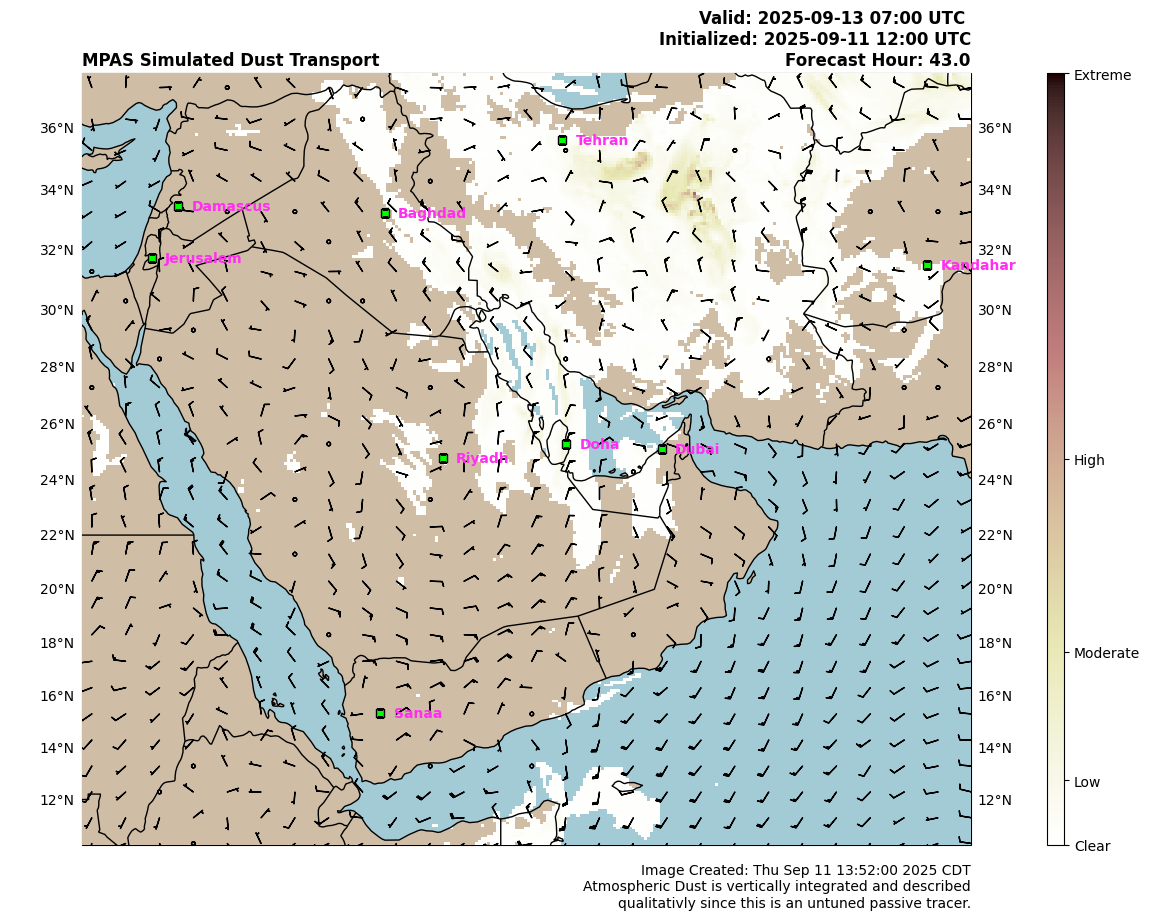 Valid: 2025-09-13 07:00 UTC
Initialized: 2025-09-11 12:00 UTC
MPAS Simulated Dust Transport Forecast Hour: 43.0
Extreme
36°N Tehran 36°N
34°N Damascus Baghdad 34°N
32°N Jerusalem 32°N
Kandahar
30°N 30°N
28°N 28°N
26°N Doha Dubai 26°N
High
24°N Riyadh 24°N
22°N 22°N
20°N 20°N
18°N 18°N
Moderate
16°N Sanaa 16°N
14°N 14°N
12°N 12°N
Low
Clear
Image Created: Thu Sep 11 13:52:00 2025 CDT
Atmospheric Dust is vertically integrated and described
qualitativly since this is an untuned passive tracer.